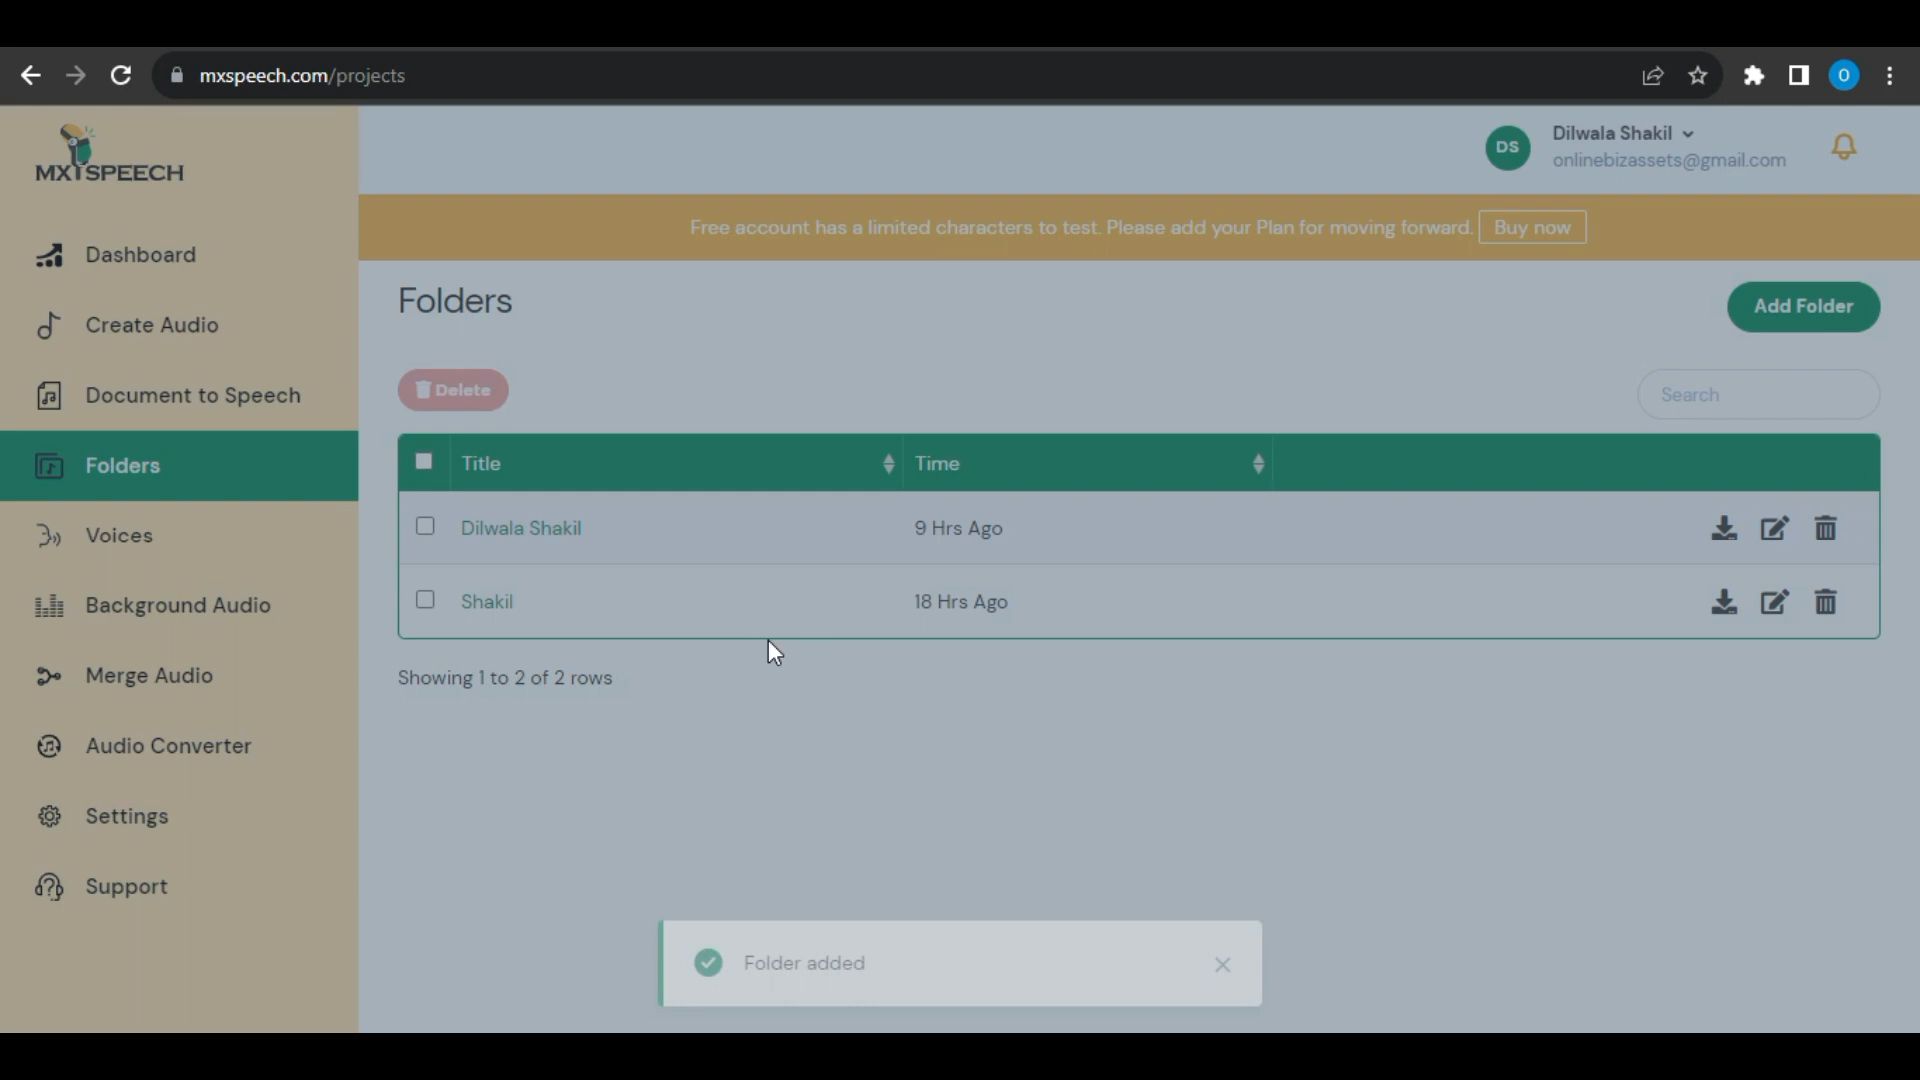 mxspeech.com/projects
O
MXSPEECH
DS
Dilwala Shakil
onlinebizassets@gmail.com
Free account has a limited characters to test. Please add your Plan for moving forward. Buy now
Dashboard
Create Audio
Document to Speech
Folders
Voices
Background Audio
Merge Audio
Audio Converter
Settings
Support
Folders
Add Folder
Delete
Search
Title Time
Dilwala Shakil 9 Hrs Ago
Shakil 18 Hrs Ago
Showing 1 to 2 of 2 rows
Folder added